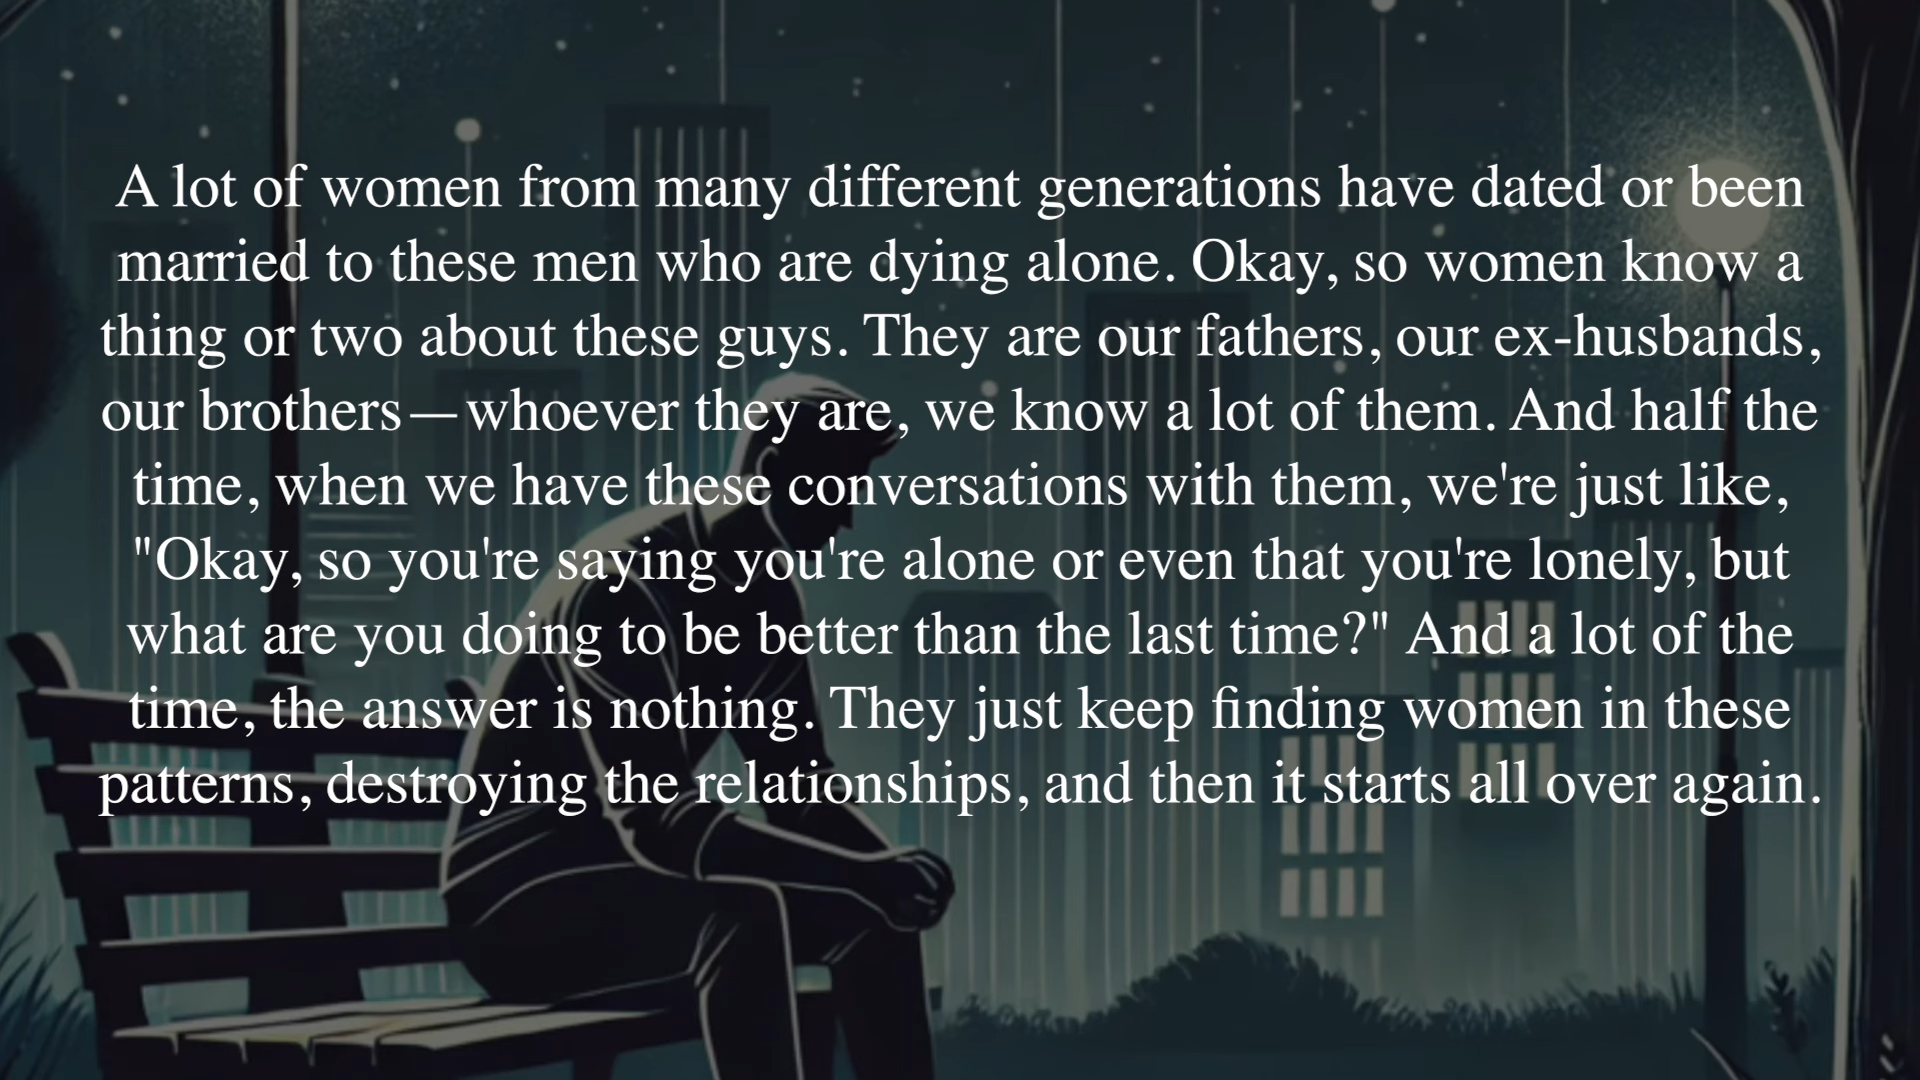 A lot of women from many different generations have dated or been
married to these men who are dying alone. Okay, so women know a
thing or two about these guys. They are our fathers, our ex-husbands,
our brothers—whoever they are, we know a lot of them. And half the
time, when we have these conversations with them, we're just like,
"Okay, so you're saying you're alone or even that you're lonely, but
what are you doing to be better than the last time?" And a lot of the
time, the answer is nothing. They just keep finding women in these
patterns, destroying the relationships, and then it starts all over again.